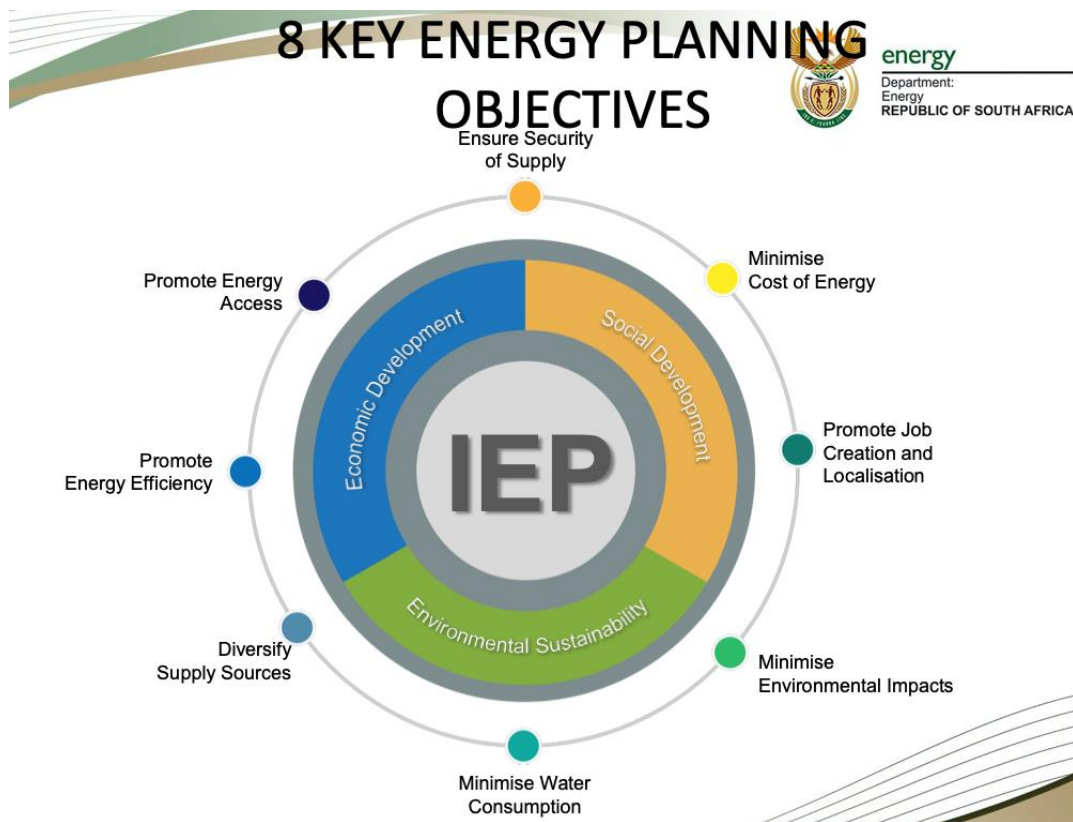 8 KEY ENERGY PLANNING
OBJECTIVES
energy
Department:
Energy
REPUBLIC OF SOUTH AFRICA
Ensure Security
of Supply
Minimise
Cost of Energy
Promote Job
Creation and
Localisation
Minimise
Environmental Impacts
Minimise Water
Consumption
Diversify
Supply Sources
Promote
Energy Efficiency
Promote Energy
Access
Economic Development
Social Development
Environmental Sustainability
IEP